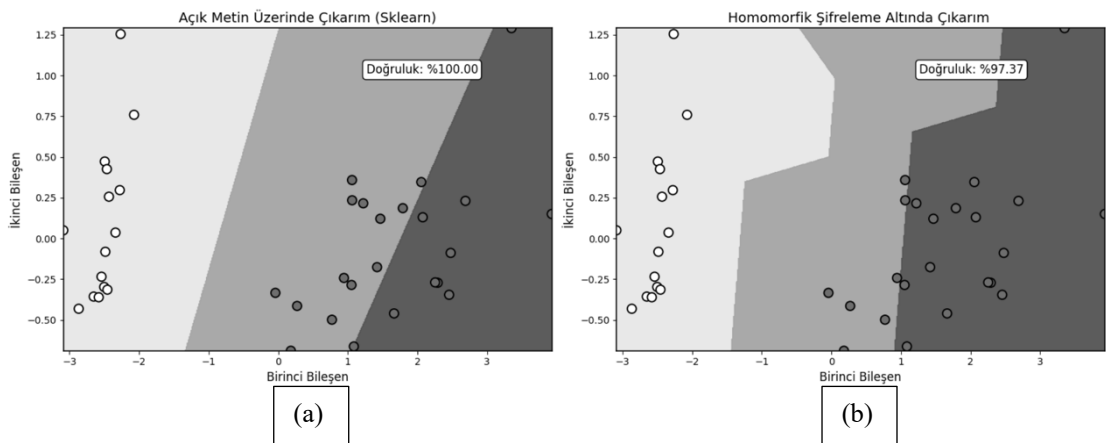 Açık Metin Üzerinde Çıkarım (Sklearn)
Doğruluk: %100.00
İkinci Bileşen
1.25
1.00
0.75
0.50
0.25
0.00
−0.25
−0.50
−3 −2 −1 0 1 2 3
Birinci Bileşen
(a)
Homomorfik Şifreleme Altında Çıkarım
Doğruluk: %97.37
İkinci Bileşen
1.25
1.00
0.75
0.50
0.25
0.00
−0.25
−0.50
−3 −2 −1 0 1 2 3
Birinci Bileşen
(b)